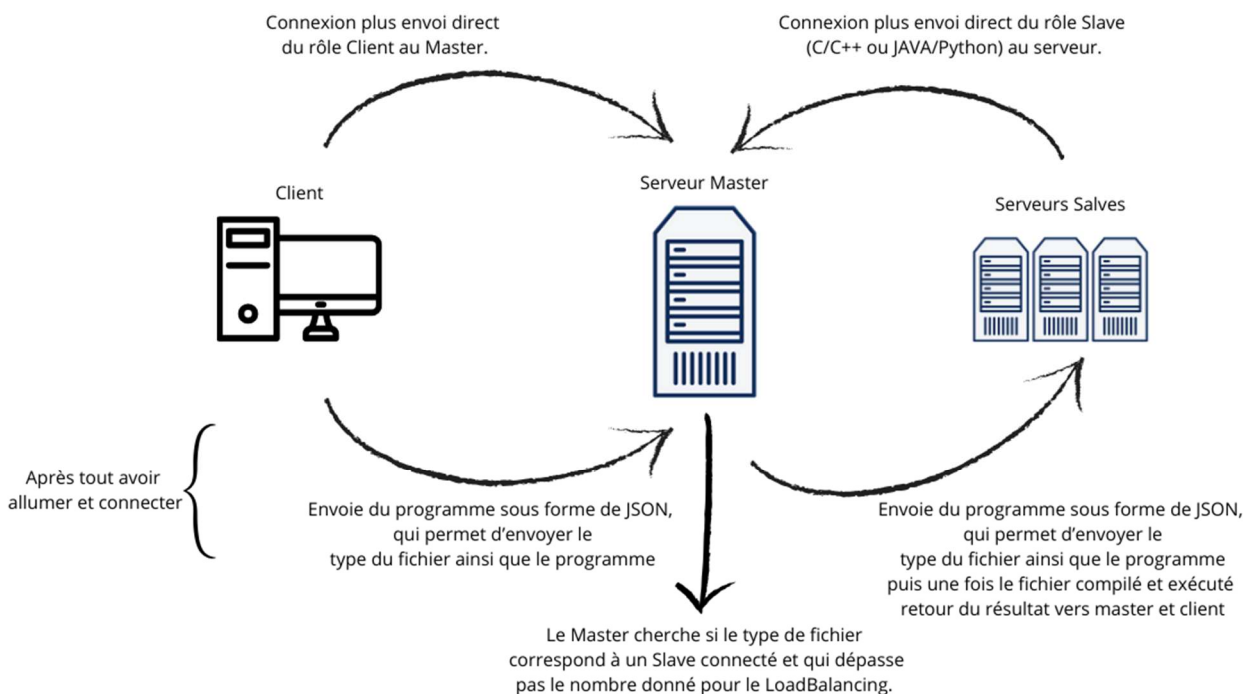 Connexion plus envoi direct
du rôle Client au Master.
Connexion plus envoi direct du rôle Slave
(C/C++ ou JAVA/Python) au serveur.
Client
Serveur Master
Serveurs Salves
Après tout avoir
allumer et connecter
Envoie du programme sous forme de JSON,
qui permet d’envoyer le
type du fichier ainsi que le programme
Envoie du programme sous forme de JSON,
qui permet d’envoyer le
type du fichier ainsi que le programme
puis une fois le fichier compilé et exécuté
retour du résultat vers master et client
Le Master cherche si le type de fichier
correspond à un Slave connecté et qui dépasse
pas le nombre donné pour le LoadBalancing.